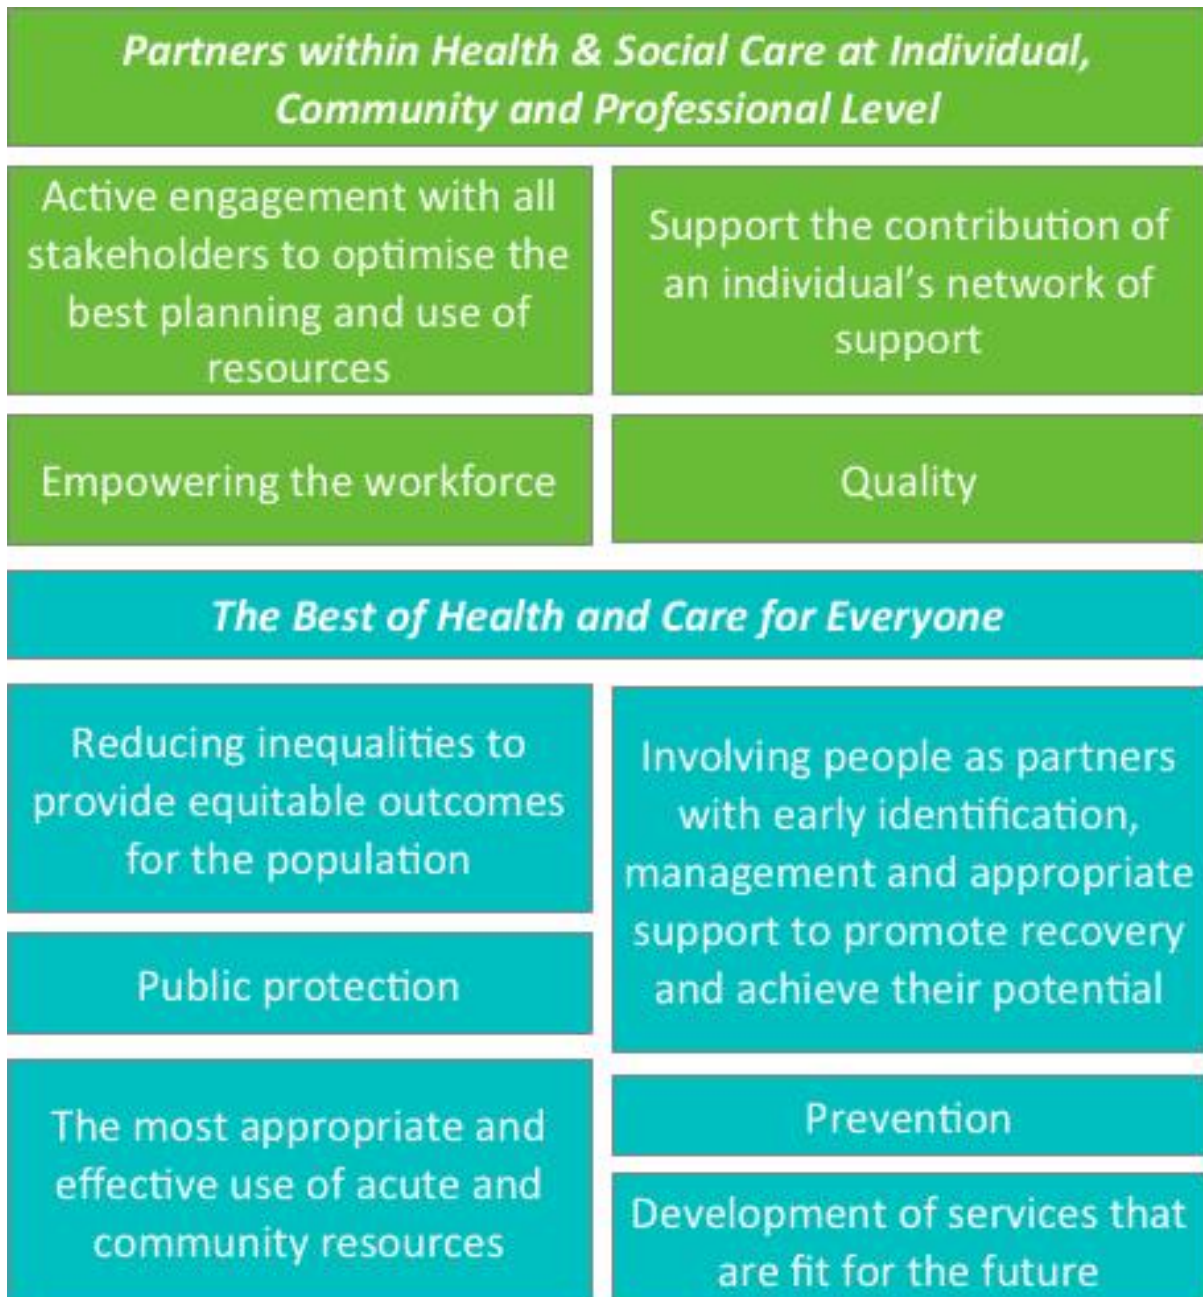 Partners within Health & Social Care at Individual,
Community and Professional Level
Active engagement with all
stakeholders to optimise the
best planning and use of
resources
Support the contribution of
an individual’s network of
support
Empowering the workforce
Quality
The Best of Health and Care for Everyone
Reducing inequalities to
provide equitable outcomes
for the population
Involving people as partners
with early identification,
management and appropriate
support to promote recovery
and achieve their potential
Public protection
Prevention
The most appropriate and
effective use of acute and
community resources
Development of services that
are fit for the future